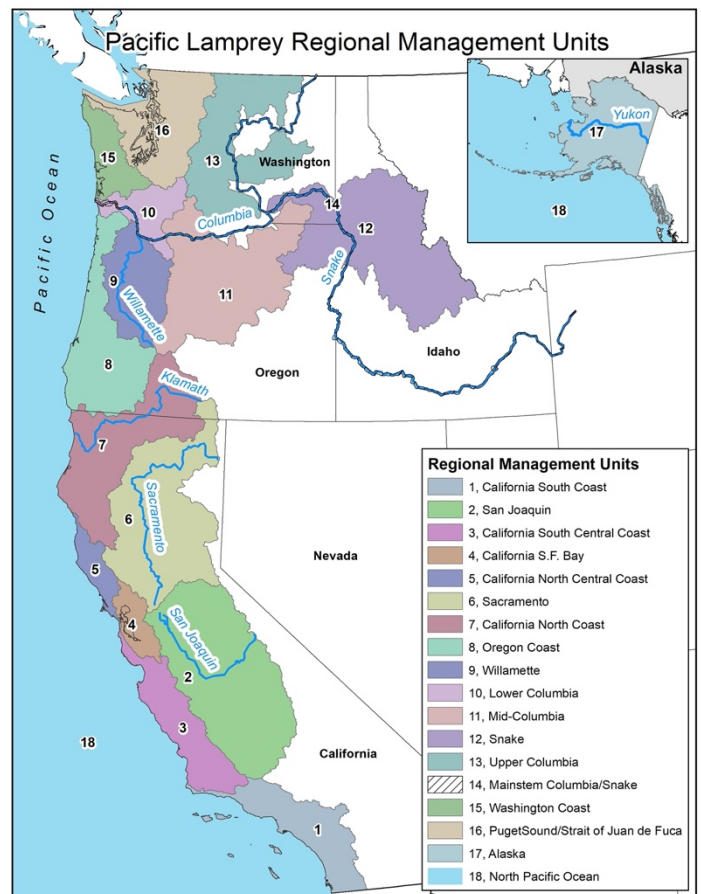 Pacific Lamprey Regional Management Units
Alaska
Yukon
17
18
16
15
13
Washington
14
10
12
Columbia
Pacific Ocean
9
Willamette
11
Snake
8
Idaho
Oregon
Klamath
7
Sacramento
6
Nevada
5
4
San Joaquin
2
3
18
California
1
Regional Management Units
1, California South Coast
2, San Joaquin
3, California South Central Coast
4, California S.F. Bay
5, California North Central Coast
6, Sacramento
7, California North Coast
8, Oregon Coast
9, Willamette
10, Lower Columbia
11, Mid-Columbia
12, Snake
13, Upper Columbia
14, Mainstem Columbia/Snake
15, Washington Coast
16, PugetSound/Strait of Juan de Fuca
17, Alaska
18, North Pacific Ocean